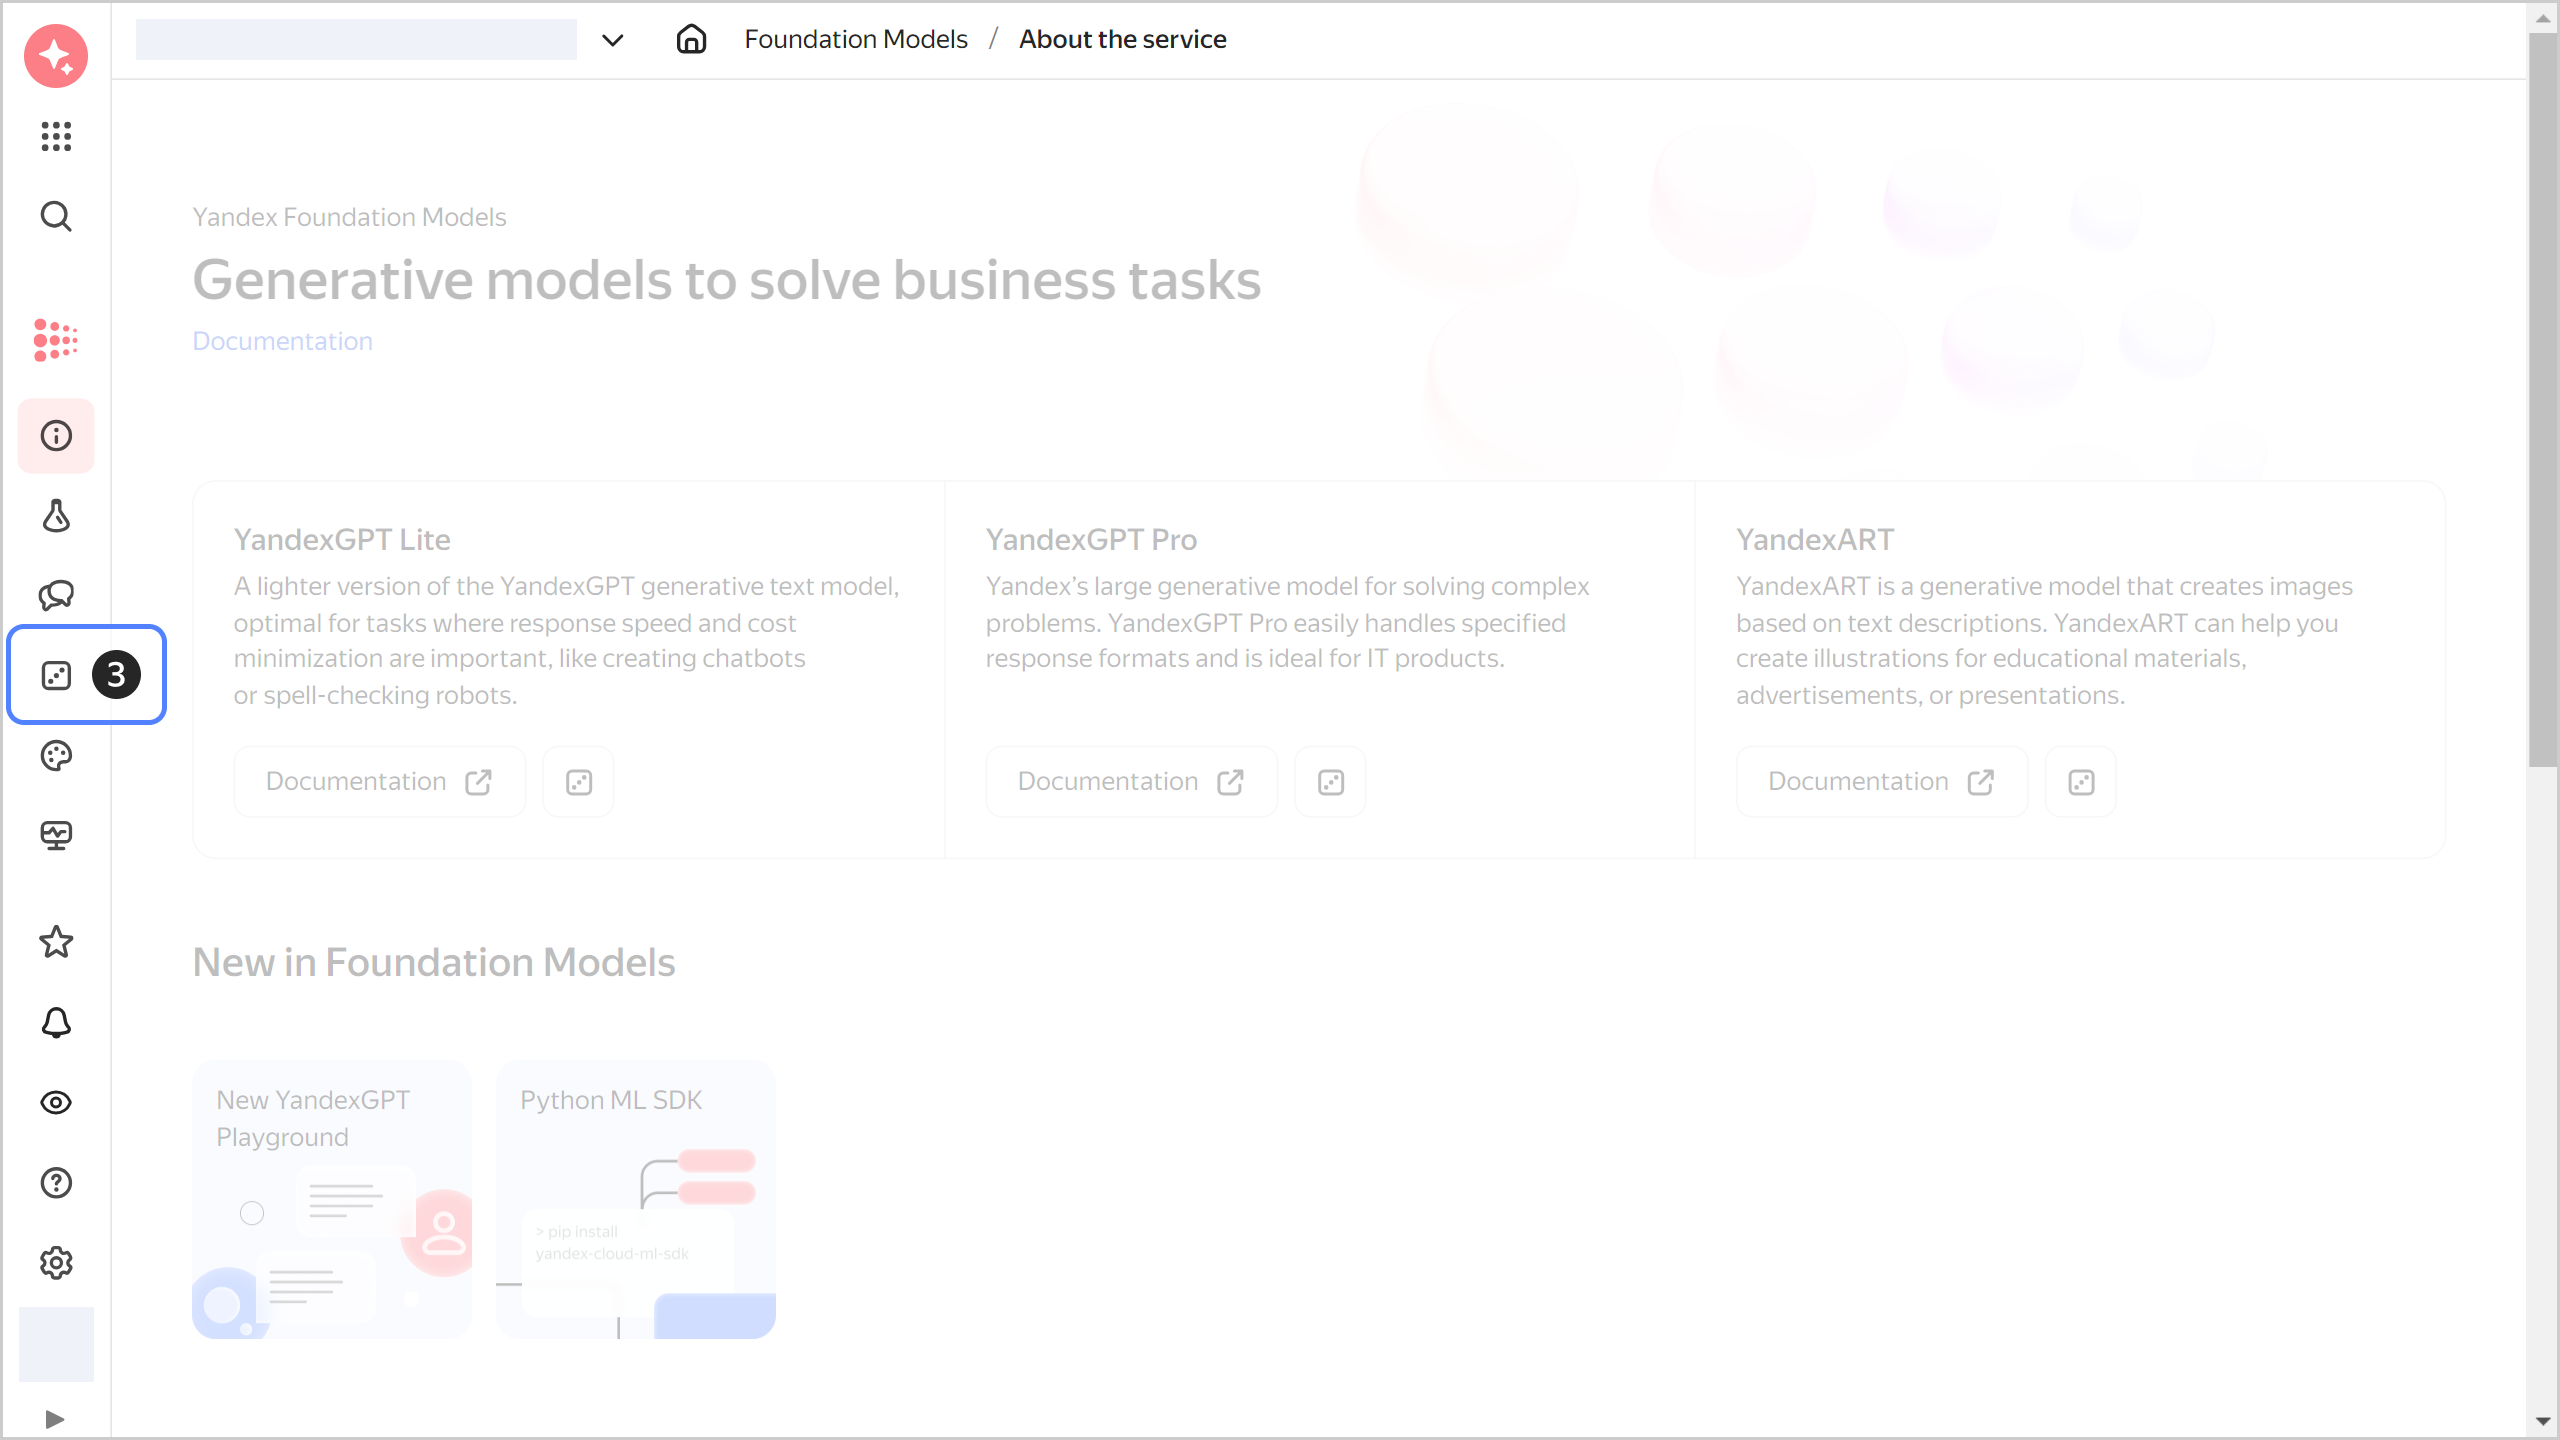 Foundation Models / About the service
Yandex Foundation Models
Generative models to solve business tasks
Documentation
YandexGPT Lite
A lighter version of the YandexGPT generative text model,
optimal for tasks where response speed and cost
minimization are important, like creating chatbots
or spell-checking robots.
Documentation
YandexGPT Pro
Yandex’s large generative model for solving complex
problems. YandexGPT Pro easily handles specified
response formats and is ideal for IT products.
Documentation
YandexART
YandexART is a generative model that creates images
based on text descriptions. YandexART can help you
create illustrations for educational materials,
advertisements, or presentations.
Documentation
3
New in Foundation Models
New YandexGPT
Playground
Python ML SDK
> pip install
yandex-cloud-ml-sdk